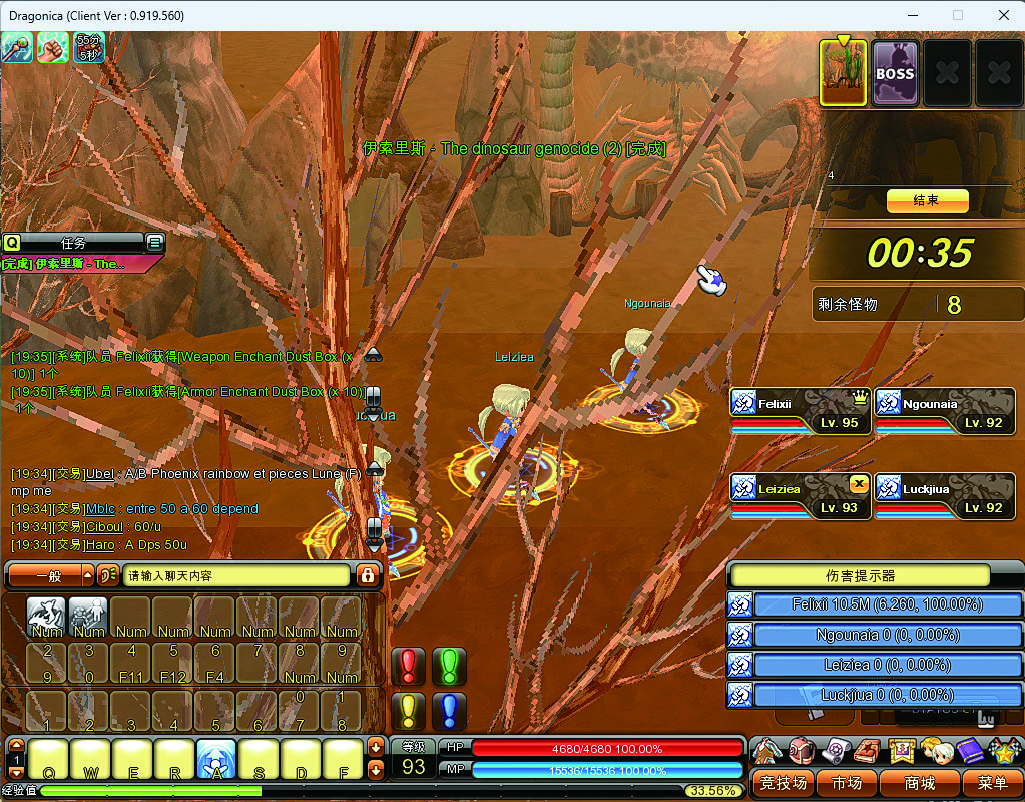 Dragonica (Client Ver : 0.919.560)
55分
5秒
BOSS
伊索里斯 - The dinosaur genocide (2) [完成]
4
结束
00:35
剩余怪物 8
Q 任务
[完成] 伊索里斯 - The...
Ngounaia
Leiziea
[19:35][系统]队员 Felixii获得[Weapon Enchant Dust Box (x
10)] 1个
[19:35][系统]队员 Felixii获得[Armor Enchant Dust Box (x 10)]
1个
Felixii Lv. 95
Ngounaia Lv. 92
Leiziea Lv. 93
Luckjiua Lv. 92
[19:34][交易]Ubel : A/B Phoenix rainbow et pieces Lune (F)
mp me
[19:34][交易]Mblc : entre 50 a 60 depend
[19:34][交易]Ciboul : 60/u
[19:34][交易]Haro : A Dps 50u
一般 请输入聊天内容
伤害提示器
Felixii 10.5M (6.260, 100.00%)
Ngounaia 0 (0, 0.00%)
Leiziea 0 (0, 0.00%)
Luckjiua 0 (0, 0.00%)
Num Num Num Num Num Num Num Num
2 3 4 5 6 7 8 9
9 0 F11 F12 F4 Num Num
0 1
1 2 3 4 5 6 7 8
1 Q W E R A S D F
等级 93
HP 4680/4680 100.00%
MP 15536/15536 100.00%
竞技场 市场 商城 菜单
经验值 33.56%